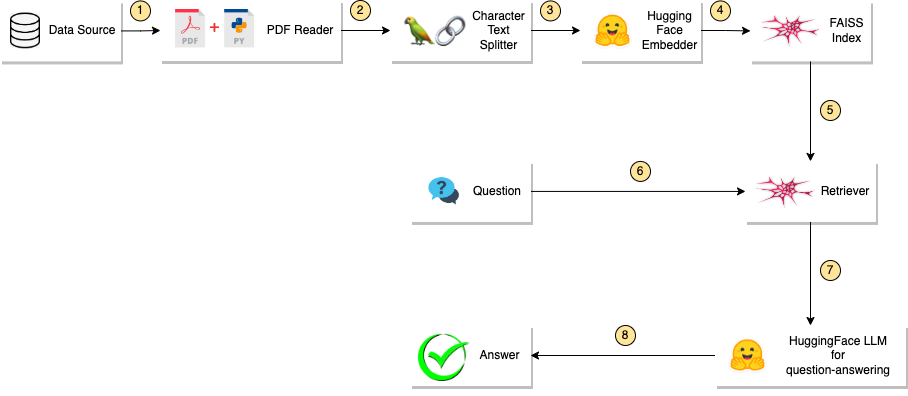 1
2
3
4
Data Source
PDF
+
PY
PDF Reader
Character
Text
Splitter
Hugging
Face
Embedder
FAISS
Index
5
6
?
Question
Retriever
7
8
Answer
HuggingFace LLM
for
question-answering